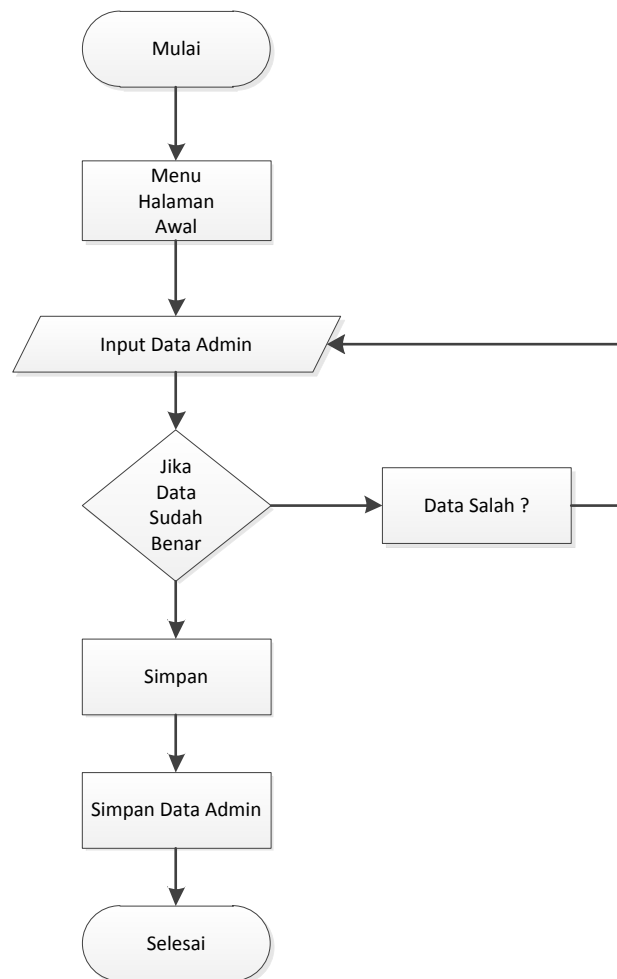 Mulai
Menu
Halaman
Awal
Input Data Admin
Jika
Data
Sudah
Benar
Data Salah ?
Simpan
Simpan Data Admin
Selesai